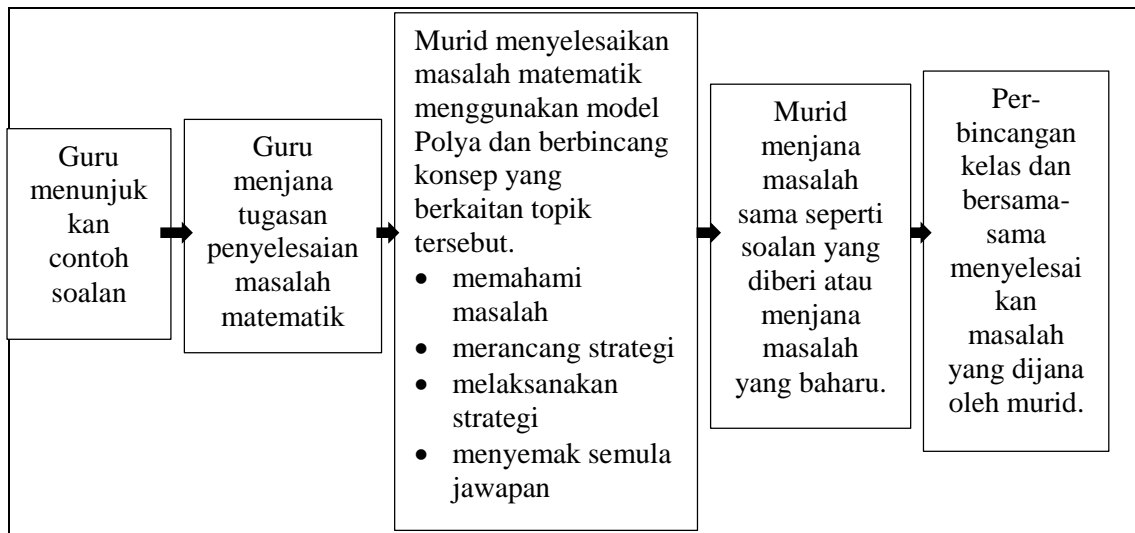 Guru
menunjuk
kan
contoh
soalan
Guru
menjana
tugasan
penyelesaian
masalah
matematik
Murid menyelesaikan
masalah matematik
menggunakan model
Polya dan berbincang
konsep yang
berkaitan topik
tersebut.
• memahami
masalah
• merancang strategi
• melaksanakan
strategi
• menyemak semula
jawapan
Murid
menjana
masalah
sama seperti
soalan yang
diberi atau
menjana
masalah
yang baharu.
Per-
bincangan
kelas dan
bersama-
sama
menyelesai
kan
masalah
yang dijana
oleh murid.